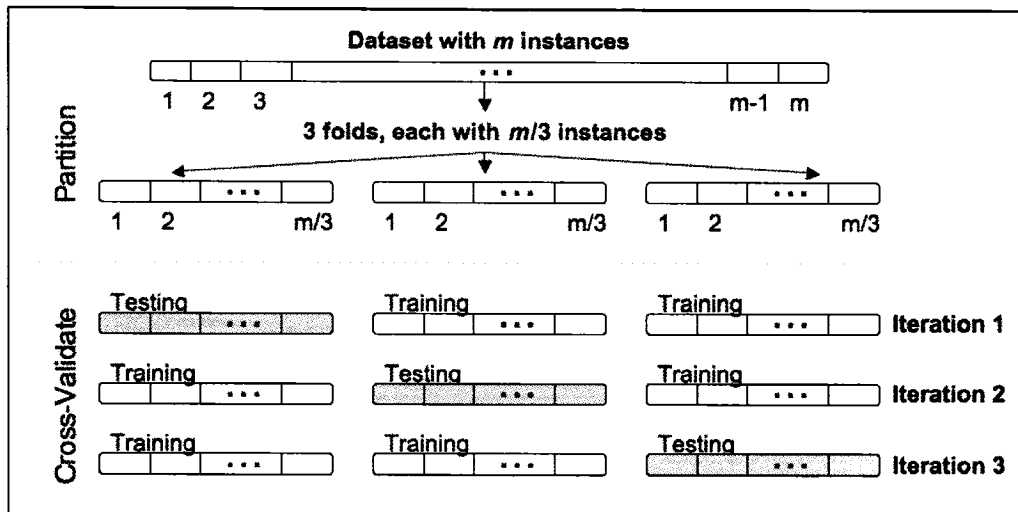 Dataset with m instances
...
1 2 3 m-1 m
3 folds, each with m/3 instances
Partition
... ... ...
1 2 m/3 1 2 m/3 1 2 m/3
Cross-Validate
Testing Training Training
... ... ... Iteration 1
Training Testing Training
... ... ... Iteration 2
Training Training Testing
... ... ... Iteration 3